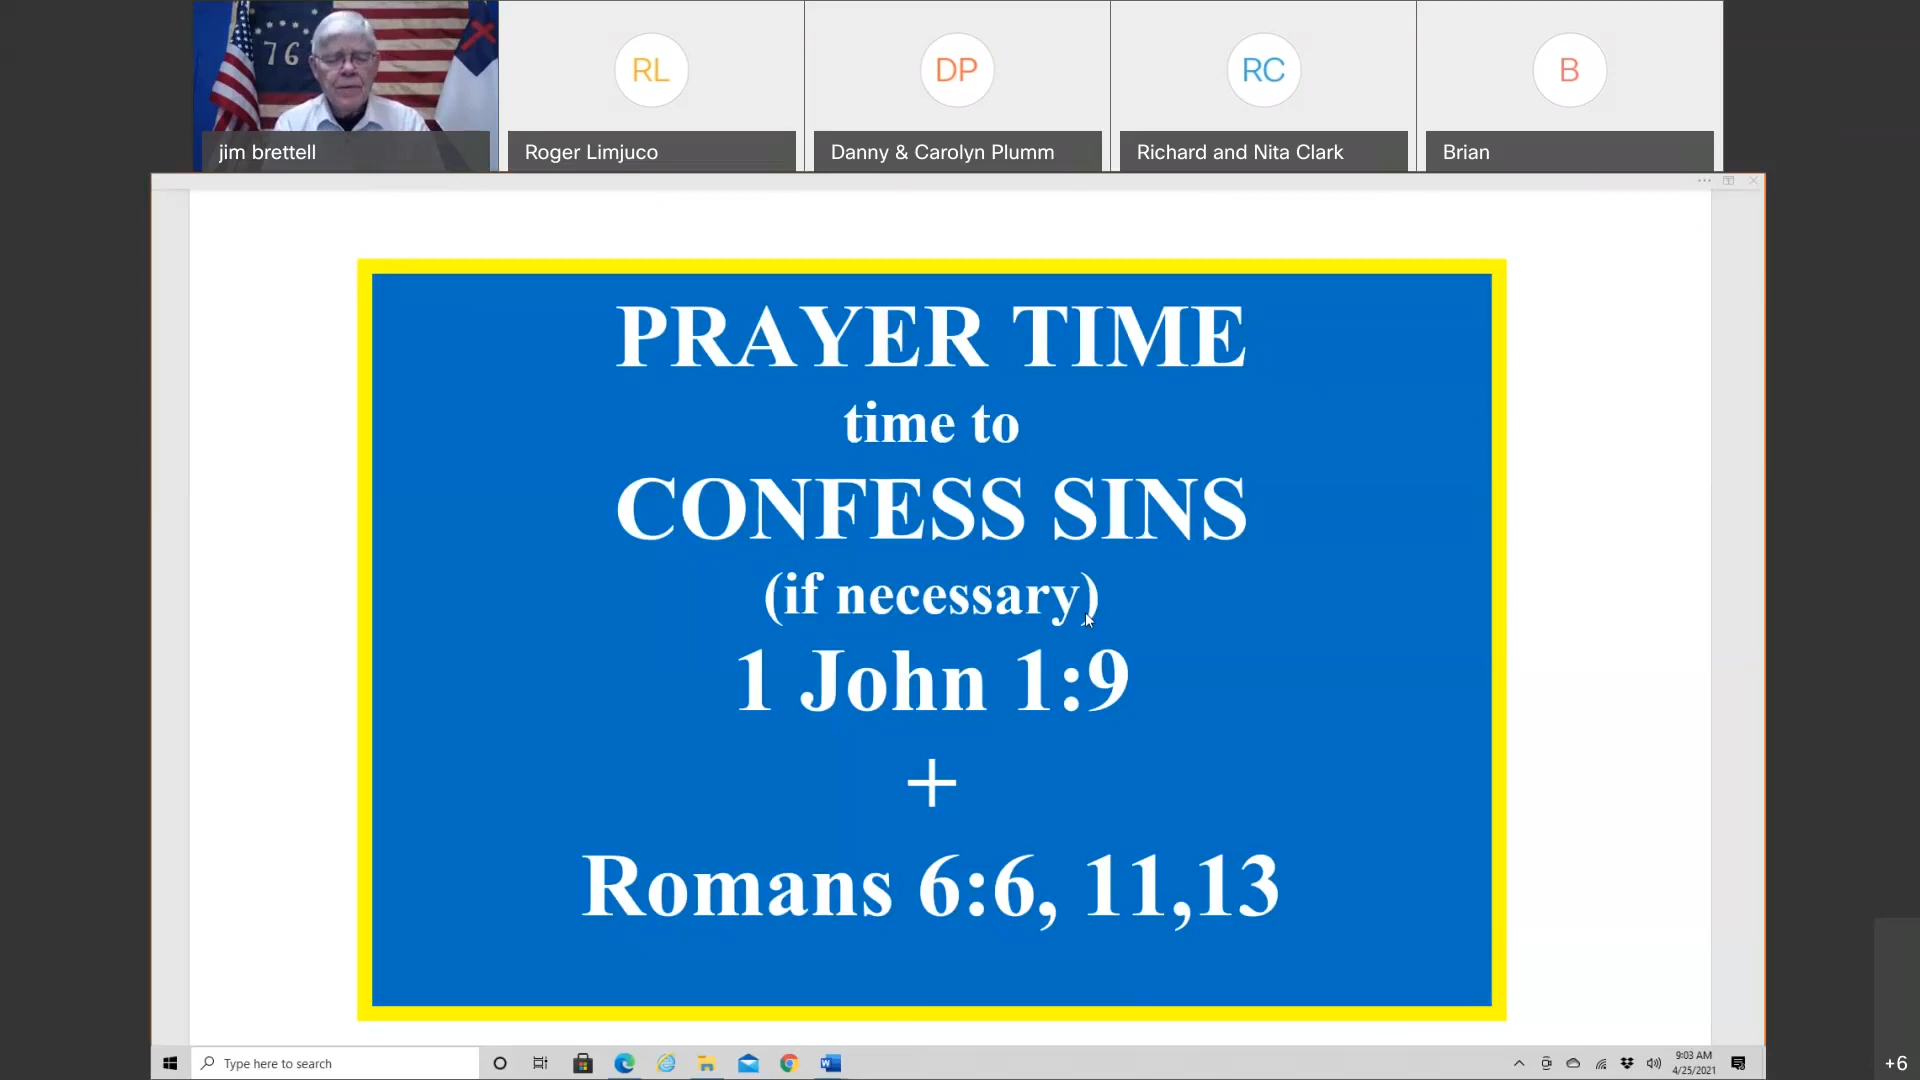 76
RL
DP
RC
B
jim brettell
Roger Limjuco
Danny & Carolyn Plumm
Richard and Nita Clark
Brian
PRAYER TIME
time to
CONFESS SINS
(if necessary)
1 John 1:9
+
Romans 6:6, 11,13
Type here to search
9:03 AM
4/25/2021
+6